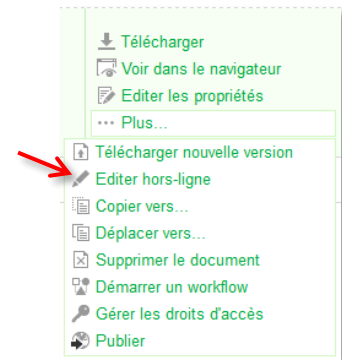 Télécharger
Voir dans le navigateur
Editer les propriétés
Plus...
Télécharger nouvelle version
Editer hors-ligne
Copier vers...
Déplacer vers...
Supprimer le document
Démarrer un workflow
Gérer les droits d'accès
Publier